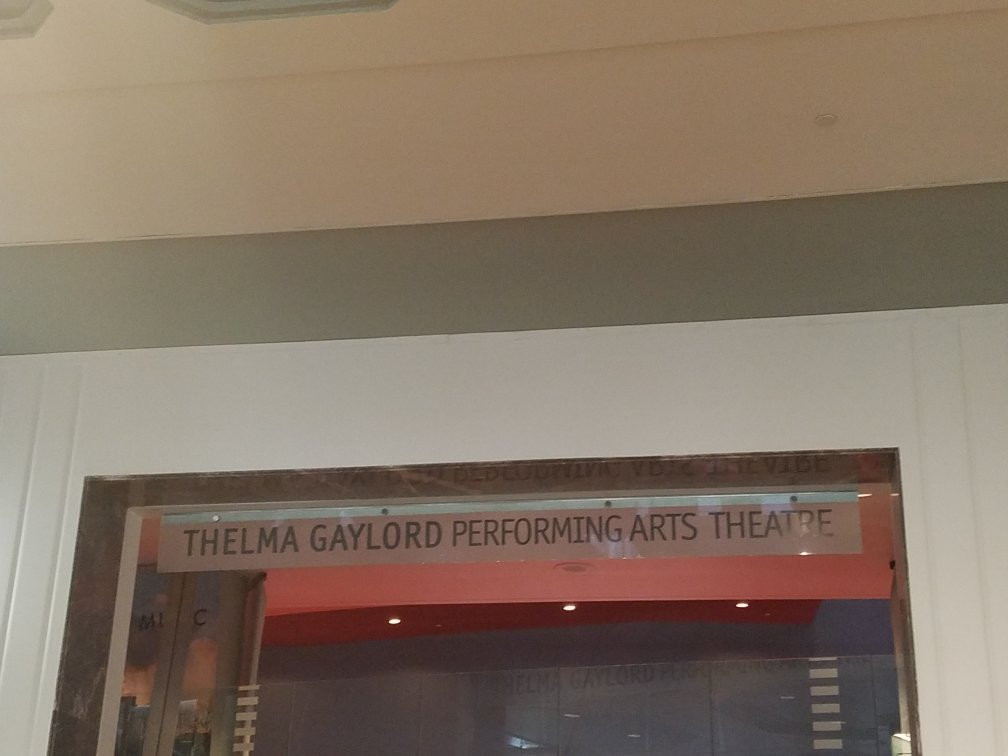 THELMA GAYLORD PERFORMING ARTS THEATRE
THELMA GAYLORD